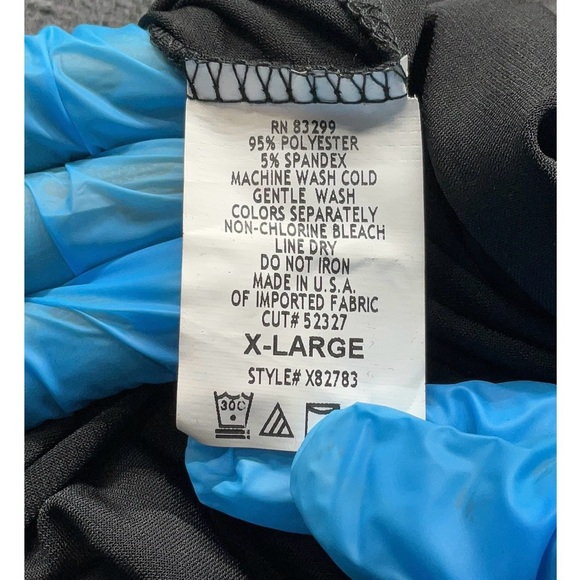 RN 83299
95% POLYESTER
5% SPANDEX
MACHINE WASH COLD
GENTLE WASH
COLORS SEPARATELY
NON-CHLORINE BLEACH
LINE DRY
DO NOT IRON
MADE IN U.S.A.
OF IMPORTED FABRIC
CUT# 52327
X-LARGE
STYLE# X82783
30C